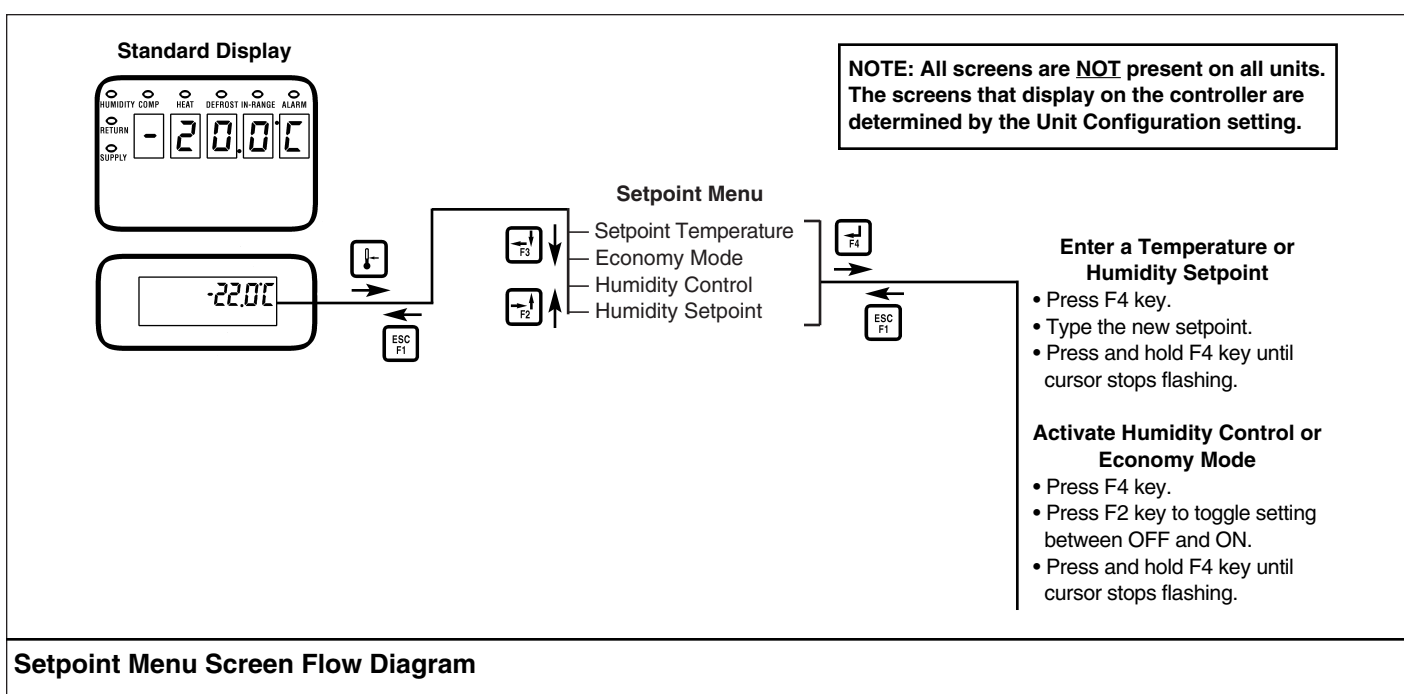 Standard Display
HUMIDITY COMP HEAT DEFROST IN-RANGE ALARM
RETURN
SUPPLY
-20.0°C
-22.0°C
ESC
F1
NOTE: All screens are NOT present on all units.
The screens that display on the controller are
determined by the Unit Configuration setting.
Setpoint Menu
F3
F2
Setpoint Temperature
Economy Mode
Humidity Control
Humidity Setpoint
F4
ESC
F1
Enter a Temperature or
Humidity Setpoint
• Press F4 key.
• Type the new setpoint.
• Press and hold F4 key until
cursor stops flashing.
Activate Humidity Control or
Economy Mode
• Press F4 key.
• Press F2 key to toggle setting
between OFF and ON.
• Press and hold F4 key until
cursor stops flashing.
Setpoint Menu Screen Flow Diagram